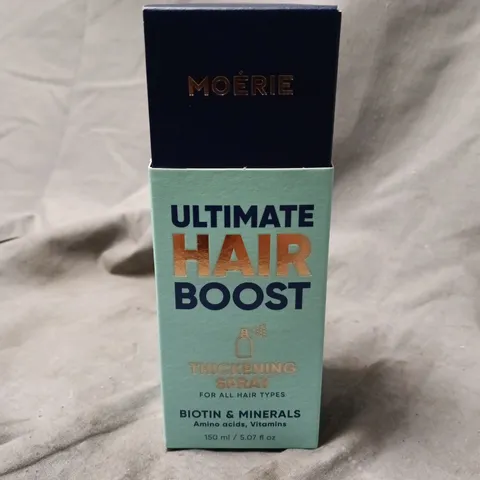 MOÉRIE
ULTIMATE
HAIR
BOOST
THICKENING
SPRAY
FOR ALL HAIR TYPES
BIOTIN & MINERALS
Amino acids, Vitamins
150 ml / 5.07 fl oz